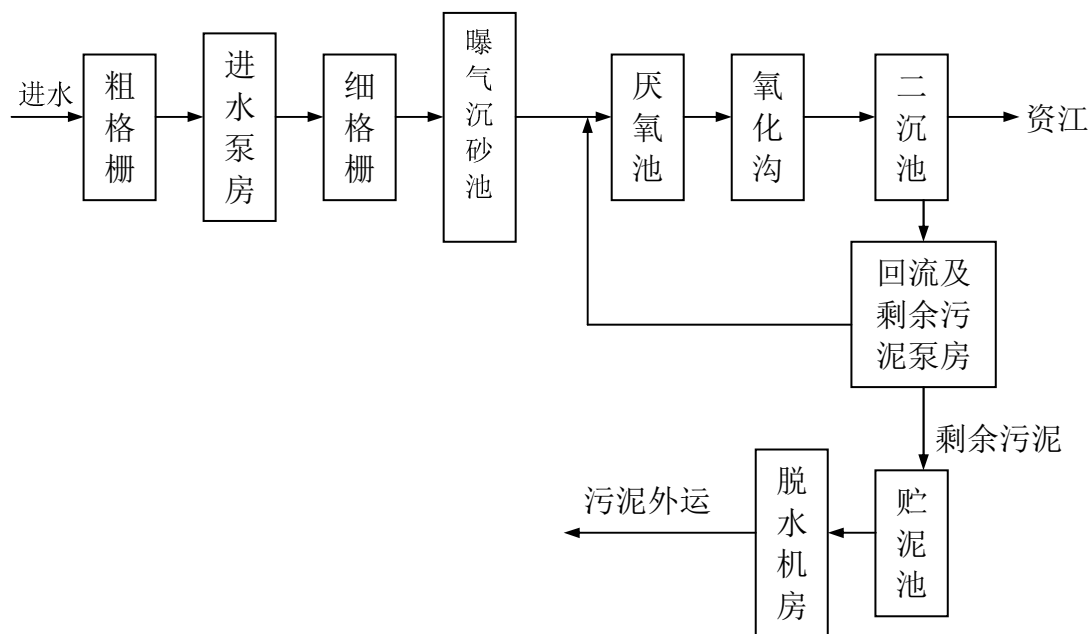 进水
粗格栅
进水泵房
细格栅
曝气沉砂池
厌氧池
氧化沟
二沉池
资江
回流及
剩余污
泥泵房
剩余污泥
贮泥池
脱水机房
污泥外运